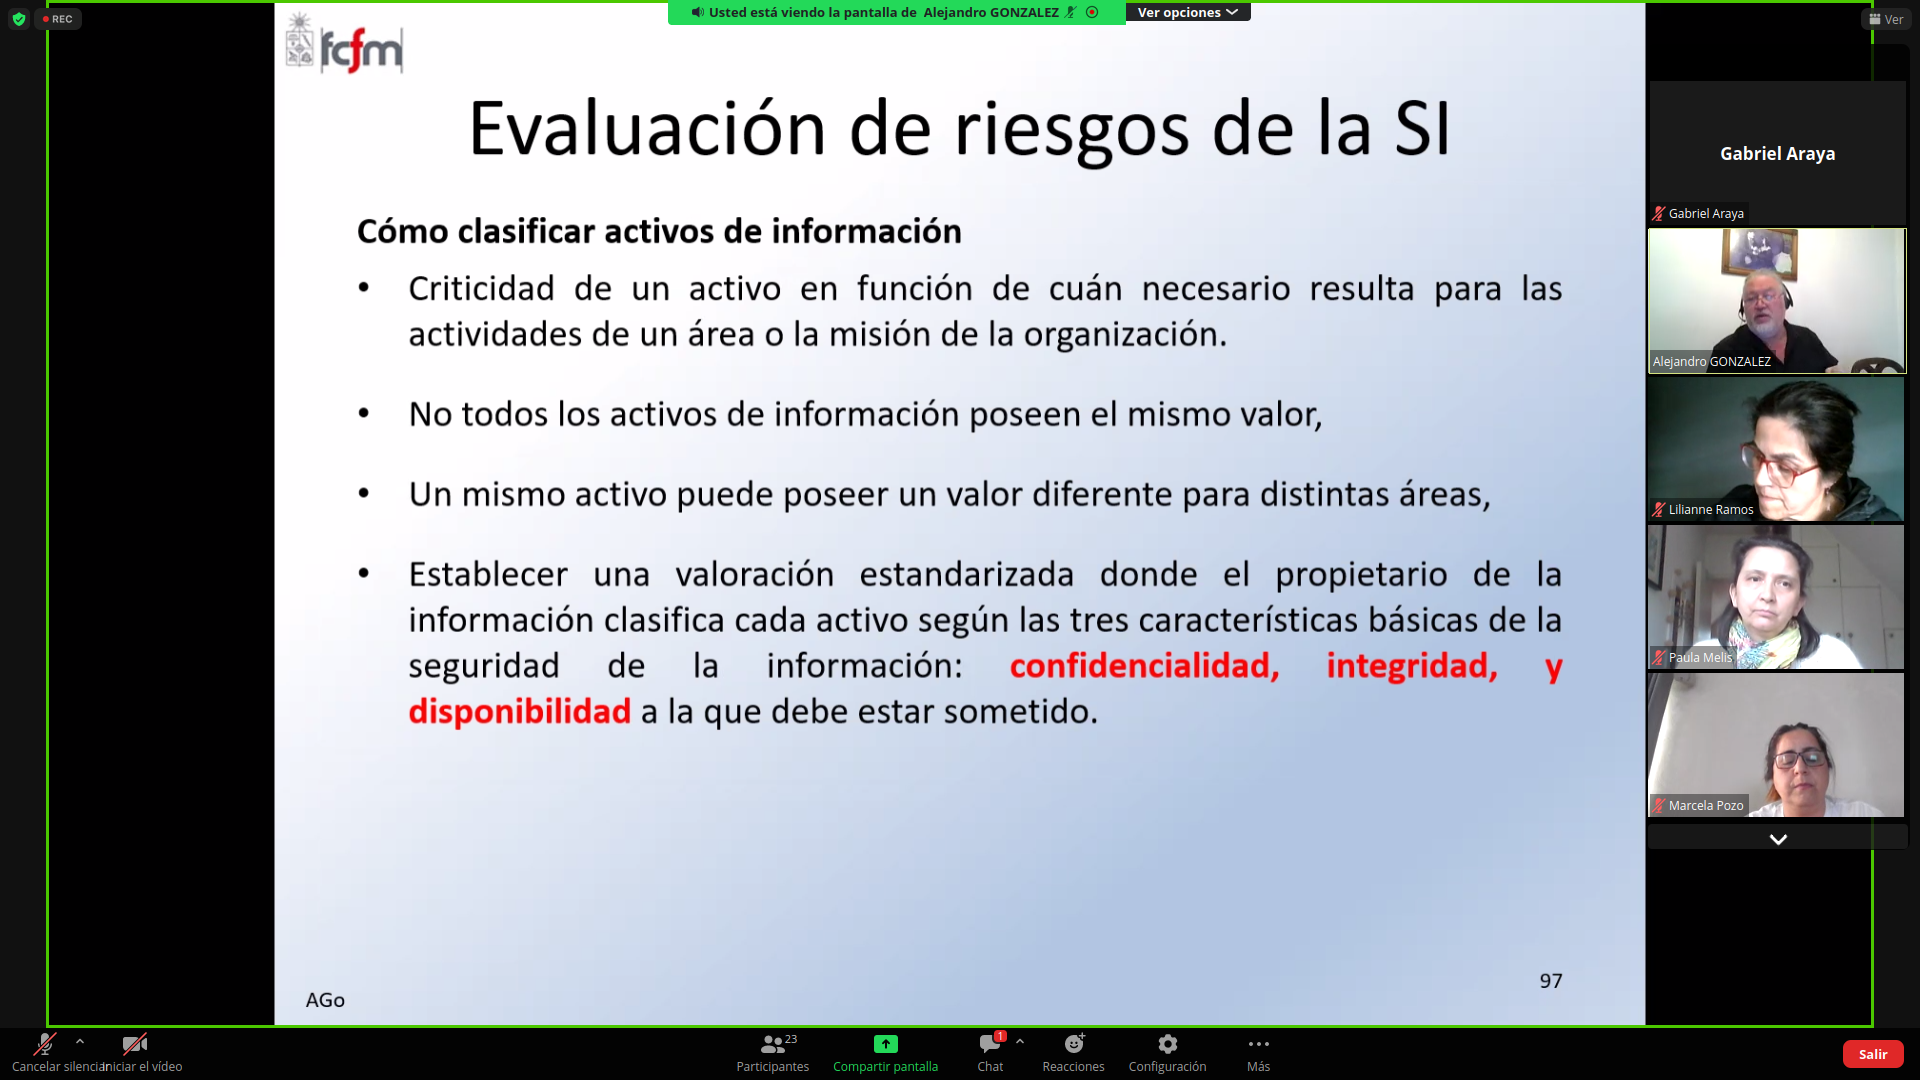 REC
Usted está viendo la pantalla de Alejandro GONZALEZ
Ver opciones
Ver
fcfm
Evaluación de riesgos de la SI
Cómo clasificar activos de información
• Criticidad de un activo en función de cuán necesario resulta para las
actividades de un área o la misión de la organización.
• No todos los activos de información poseen el mismo valor,
• Un mismo activo puede poseer un valor diferente para distintas áreas,
• Establecer una valoración estandarizada donde el propietario de la
información clasifica cada activo según las tres características básicas de la
seguridad de la información: confidencialidad, integridad, y
disponibilidad a la que debe estar sometido.
97
AGo
Gabriel Araya
Gabriel Araya
Alejandro GONZALEZ
Lilianne Ramos
Paula Melis
Marcela Pozo
Cancelar silenciar
Iniciar el vídeo
23
Participantes
Compartir pantalla
1
Chat
Reacciones
Configuración
Más
Salir